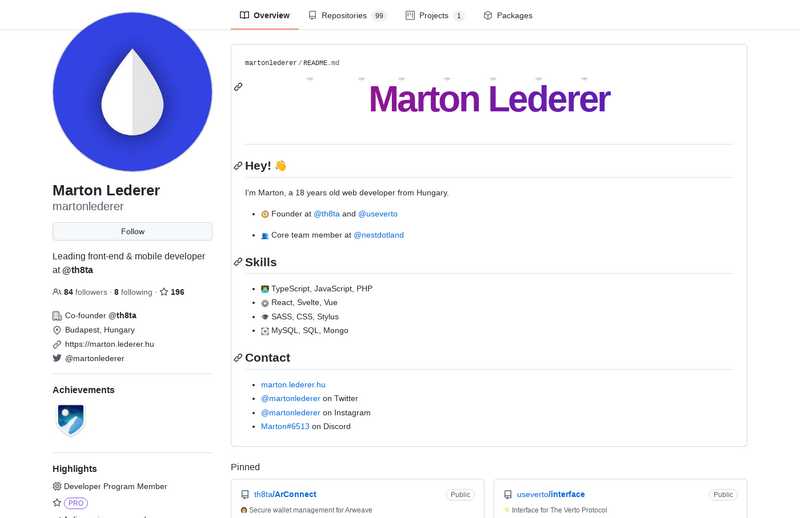 Overview
Repositories 99
Projects 1
Packages
Marton Lederer
martonlederer
Follow
Leading front-end & mobile developer
at @th8ta
84 followers · 8 following · 196
Co-founder @th8ta
Budapest, Hungary
https://marton.lederer.hu
@martonlederer
Achievements
Highlights
Developer Program Member
PRO
martonlederer / README.md
Marton Lederer
Hey! 👋
I'm Marton, a 18 years old web developer from Hungary.
Founder at @th8ta and @useverto
Core team member at @nestdotland
Skills
TypeScript, JavaScript, PHP
React, Svelte, Vue
SASS, CSS, Stylus
MySQL, SQL, Mongo
Contact
marton.lederer.hu
@martonlederer on Twitter
@martonlederer on Instagram
Marton#6513 on Discord
Pinned
th8ta/ArConnect Public
Secure wallet management for Arweave
useverto/interface Public
Interface for The Verto Protocol